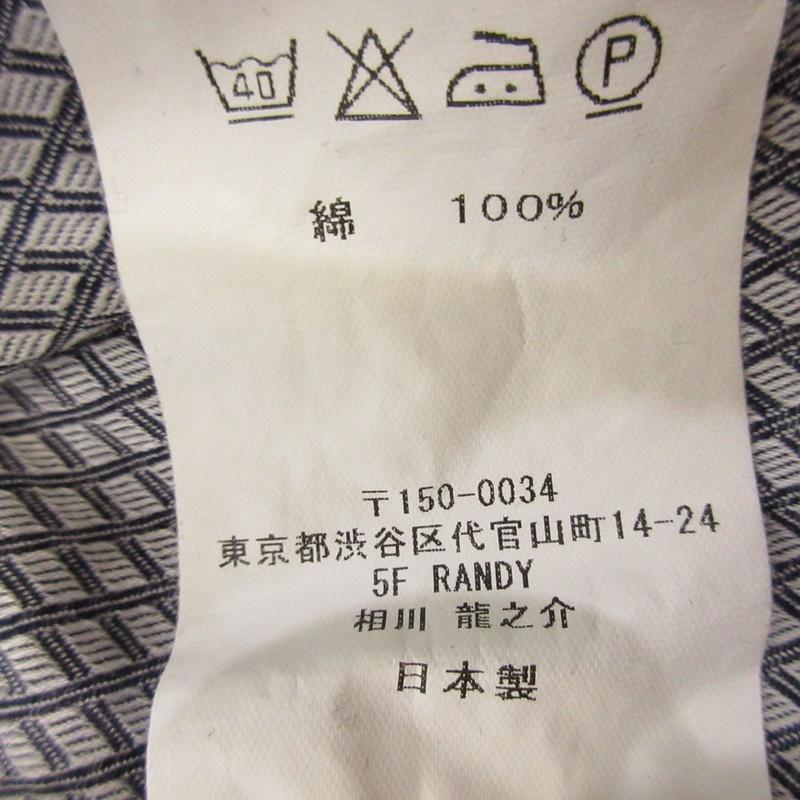 40 P
綿 100%
〒150-0034
東京都渋谷区代官山町14-24
5F RANDY
相川 龍之介
日本製